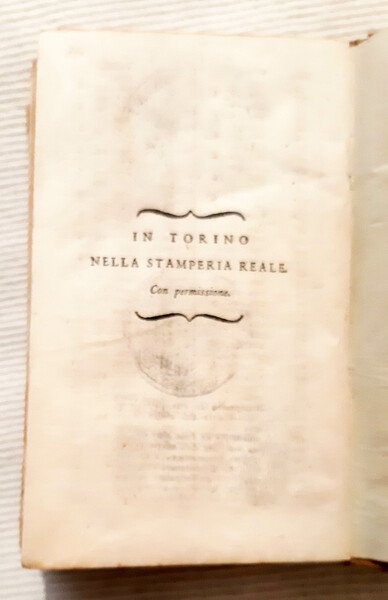 IN TORINO
NELLA STAMPERIA REALE.
Con permissione.